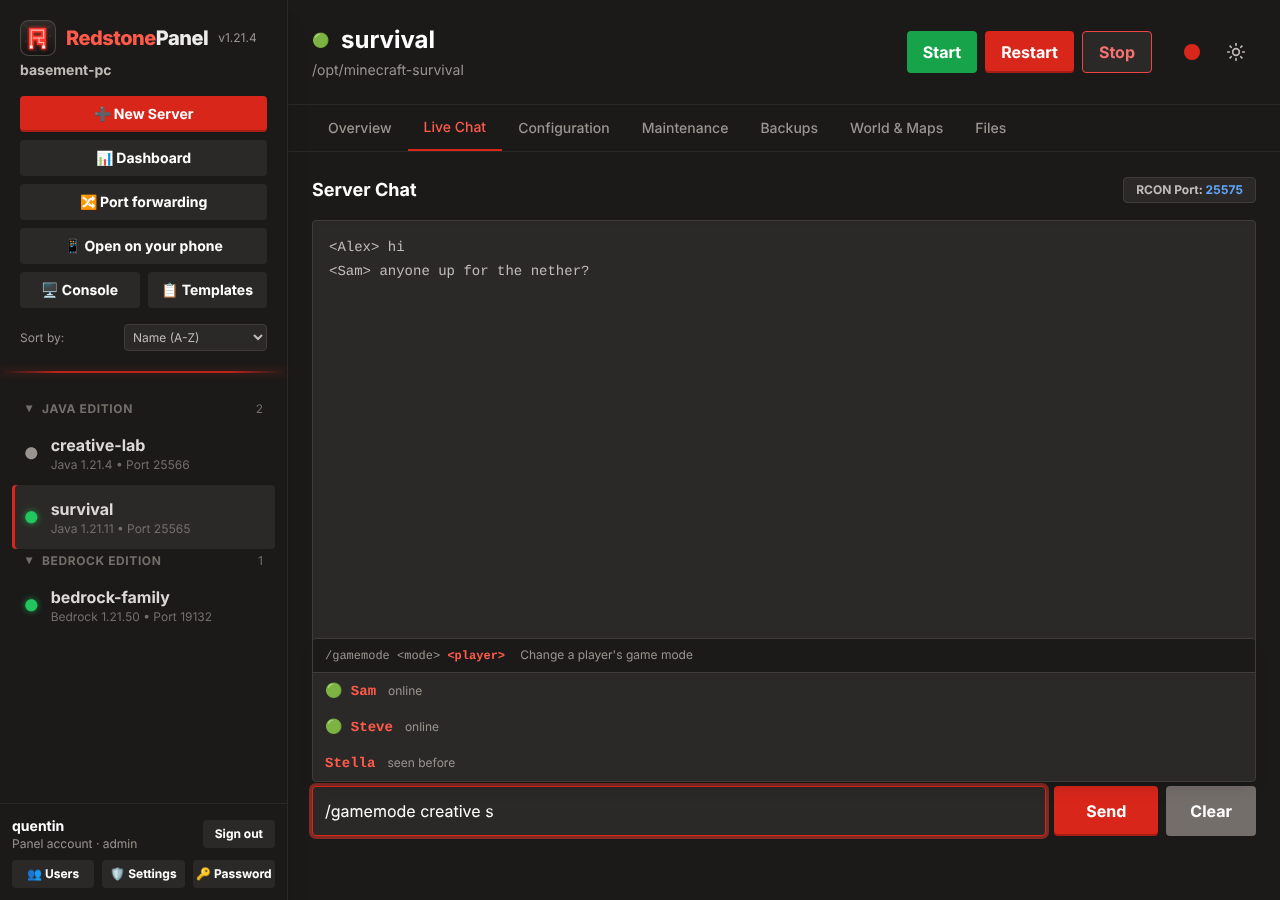 RedstonePanel v1.21.4
basement-pc
➕ New Server
📊 Dashboard
🔀 Port forwarding
📱 Open on your phone
🖥️ Console
📋 Templates
Sort by:
Name (A-Z)
▼ JAVA EDITION 2
creative-lab
Java 1.21.4 • Port 25566
survival
Java 1.21.11 • Port 25565
▼ BEDROCK EDITION 1
bedrock-family
Bedrock 1.21.50 • Port 19132
quentin
Panel account · admin
Sign out
👥 Users
🛡️ Settings
🔑 Password
survival
/opt/minecraft-survival
Start
Restart
Stop
Overview
Live Chat
Configuration
Maintenance
Backups
World & Maps
Files
Server Chat
RCON Port: 25575
<Alex> hi
<Sam> anyone up for the nether?
/gamemode <mode> <player> Change a player's game mode
Sam online
Steve online
Stella seen before
/gamemode creative s
Send
Clear